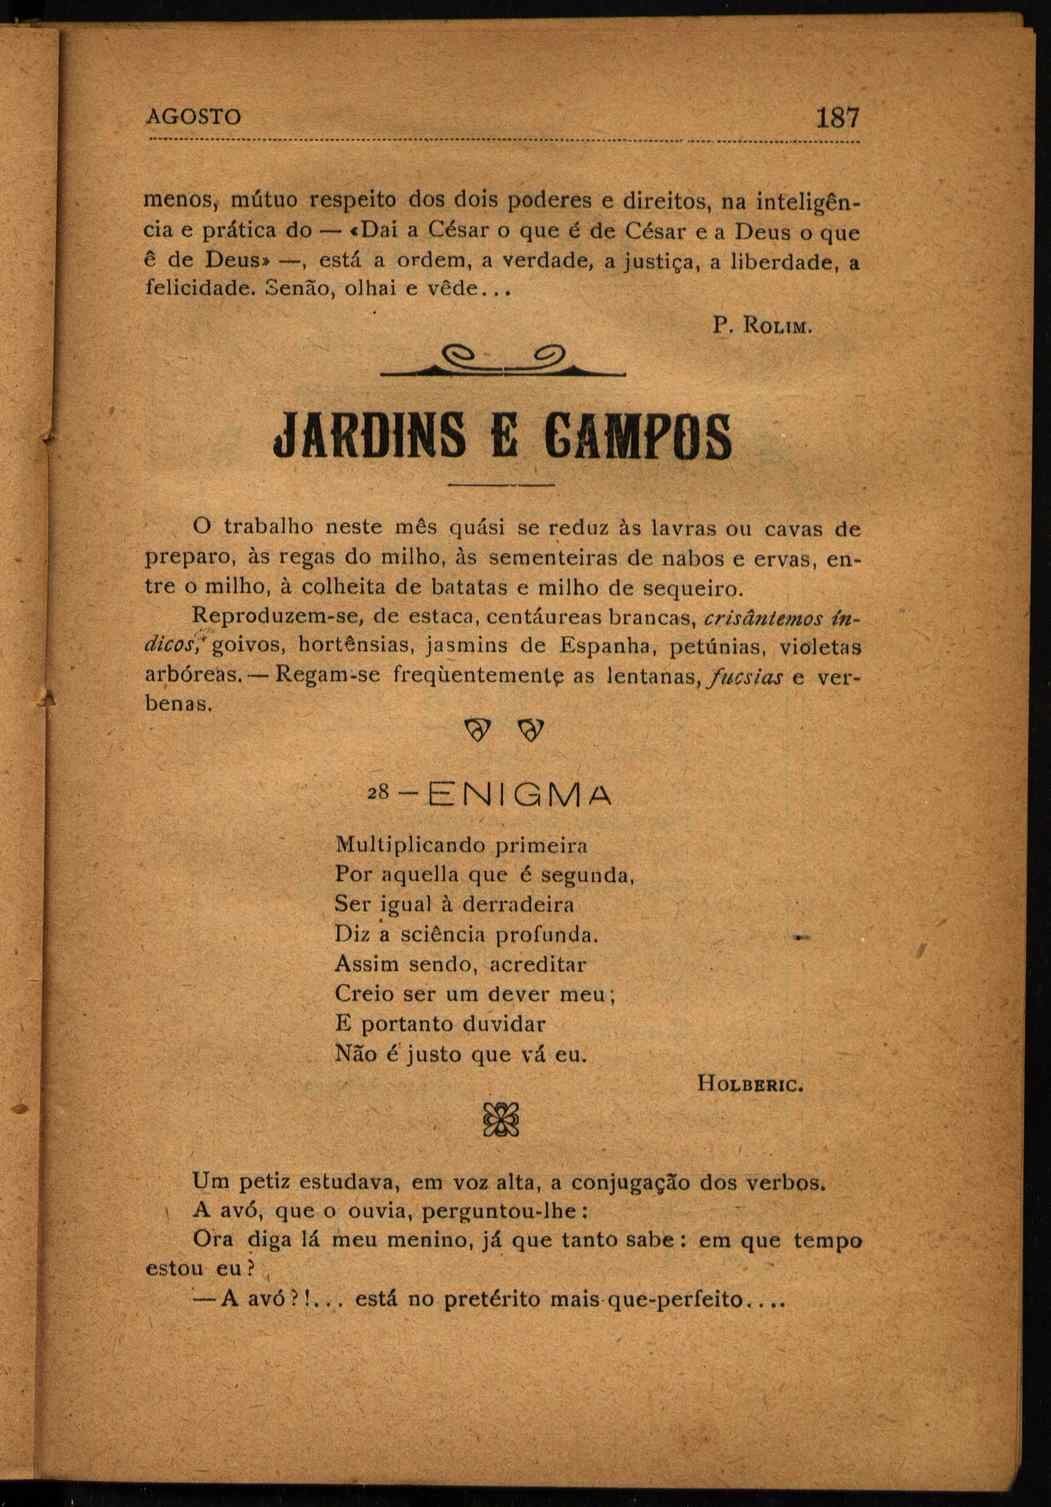 AGOSTO 187
menos, mútuo respeito dos dois poderes e direitos, na inteligên-
cia e prática do — «Dai a César o que é de César e a Deus o que
ê de Deus» —, está a ordem, a verdade, a justiça, a liberdade, a
felicidade. Senão, olhai e vêde...
P. ROLIM.
JARDINS E CAMPOS
O trabalho neste mês quási se reduz às lavras ou cavas de
preparo, às regas do milho, às sementeiras de nabos e ervas, en-
tre o milho, à colheita de batatas e milho de sequeiro.
Reproduzem-se, de estaca, centáureas brancas, crisântemos ín-
dicos, goivos, hortênsias, jasmins de Espanha, petúnias, violetas
arbóreas. — Regam-se freqùentemente as lentanas, fucsias e ver-
benas.
28 — ENIGMA
Multiplicando primeira
Por aquella que é segunda,
Ser igual à derradeira
Diz a sciência profunda.
Assim sendo, acreditar
Creio ser um dever meu;
E portanto duvidar
Não é justo que vá eu.
HOLBERIC.
Um petiz estudava, em voz alta, a conjugação dos verbos.
A avó, que o ouvia, perguntou-lhe:
Ora diga lá meu menino, já que tanto sabe: em que tempo
estou eu?
— A avó?!... está no pretérito mais-que-perfeito....